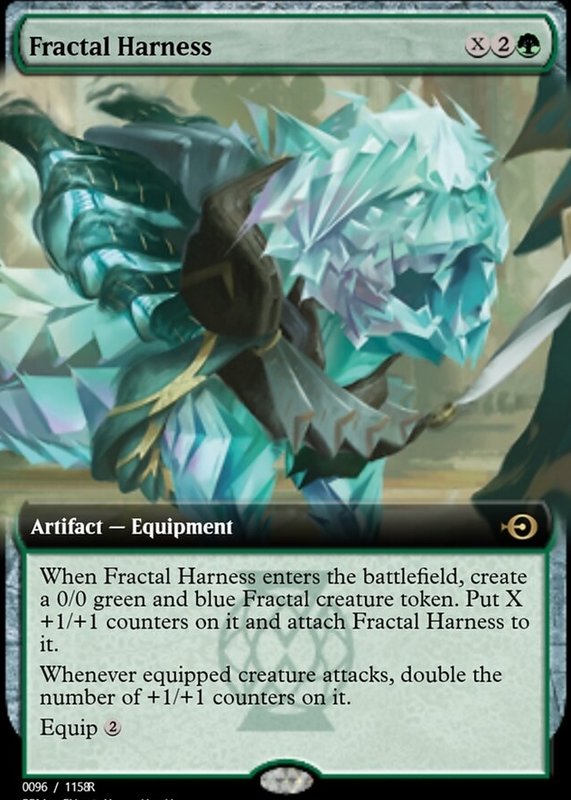 Fractal Harness X 2
Artifact — Equipment
When Fractal Harness enters the battlefield, create
a 0/0 green and blue Fractal creature token. Put X
+1/+1 counters on it and attach Fractal Harness to
it.
Whenever equipped creature attacks, double the
number of +1/+1 counters on it.
Equip 2
0096 / 1158R